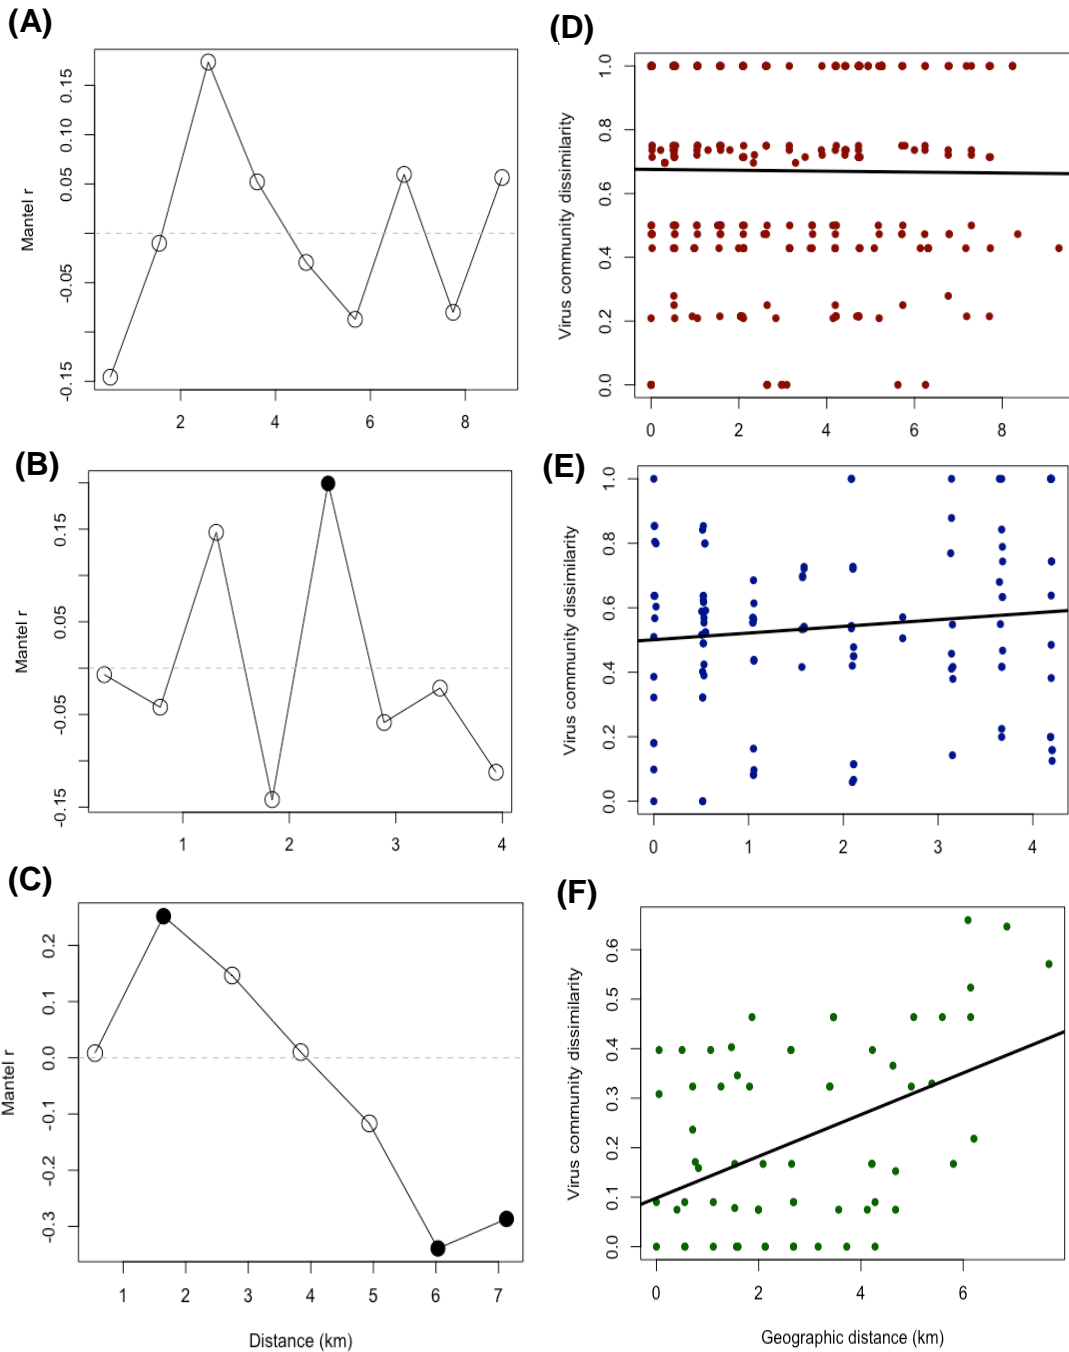 (A)
Mantel r
0.15
0.10
0.05
-0.05
-0.15
2 4 6 8
(B)
Mantel r
0.15
0.05
-0.05
-0.15
1 2 3 4
(C)
Mantel r
0.2
0.1
0.0
-0.1
-0.2
-0.3
1 2 3 4 5 6 7
Distance (km)
(D)
Virus community dissimilarity
1.0
0.8
0.6
0.4
0.2
0.0
0 2 4 6 8
(E)
Virus community dissimilarity
1.0
0.8
0.6
0.4
0.2
0.0
0 1 2 3 4
(F)
Virus community dissimilarity
0.6
0.5
0.4
0.3
0.2
0.1
0.0
0 2 4 6
Geographic distance (km)